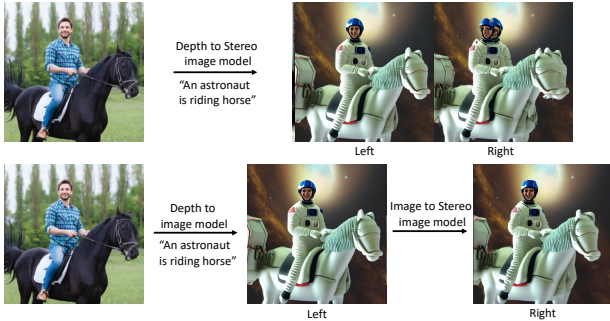 Depth to Stereo
image model
“An astronaut
is riding horse”
Left
Right
Depth to
image model
“An astronaut
is riding horse”
Image to Stereo
image model
Left
Right